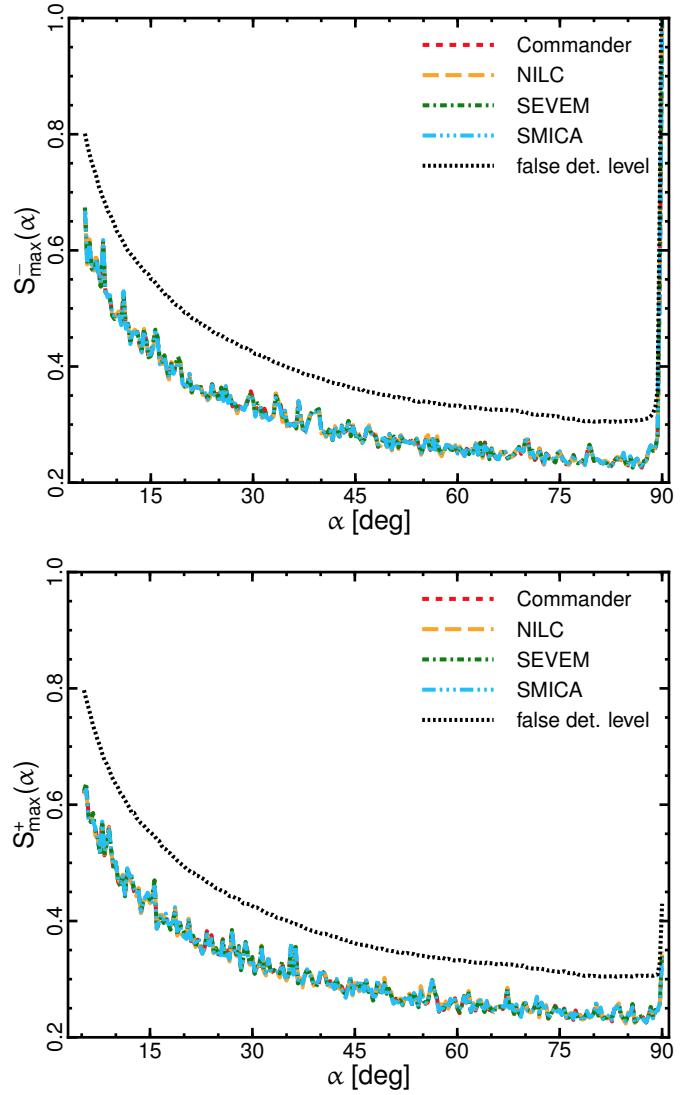 1.0
0.8
0.6
0.4
0.2
S⁻max(α)
Commander
NILC
SEVEM
SMICA
false det. level
15 30 45 60 75 90
α [deg]
1.0
0.8
0.6
0.4
0.2
S⁺max(α)
Commander
NILC
SEVEM
SMICA
false det. level
15 30 45 60 75 90
α [deg]